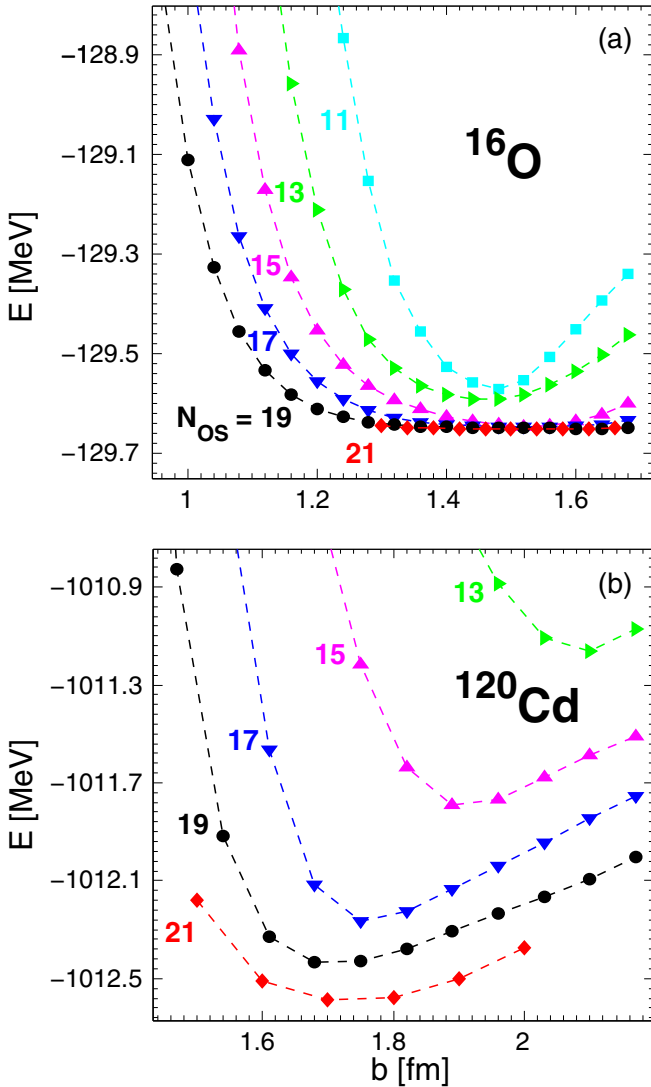 (a)
−128.9
11
16O
−129.1
13
−129.3
15
E [MeV]
17
−129.5
NOS = 19
21
−129.7
1 1.2 1.4 1.6
(b)
−1010.9
13
15
120Cd
−1011.3
17
−1011.7
E [MeV]
19
−1012.1
21
−1012.5
1.6 1.8 2
b [fm]